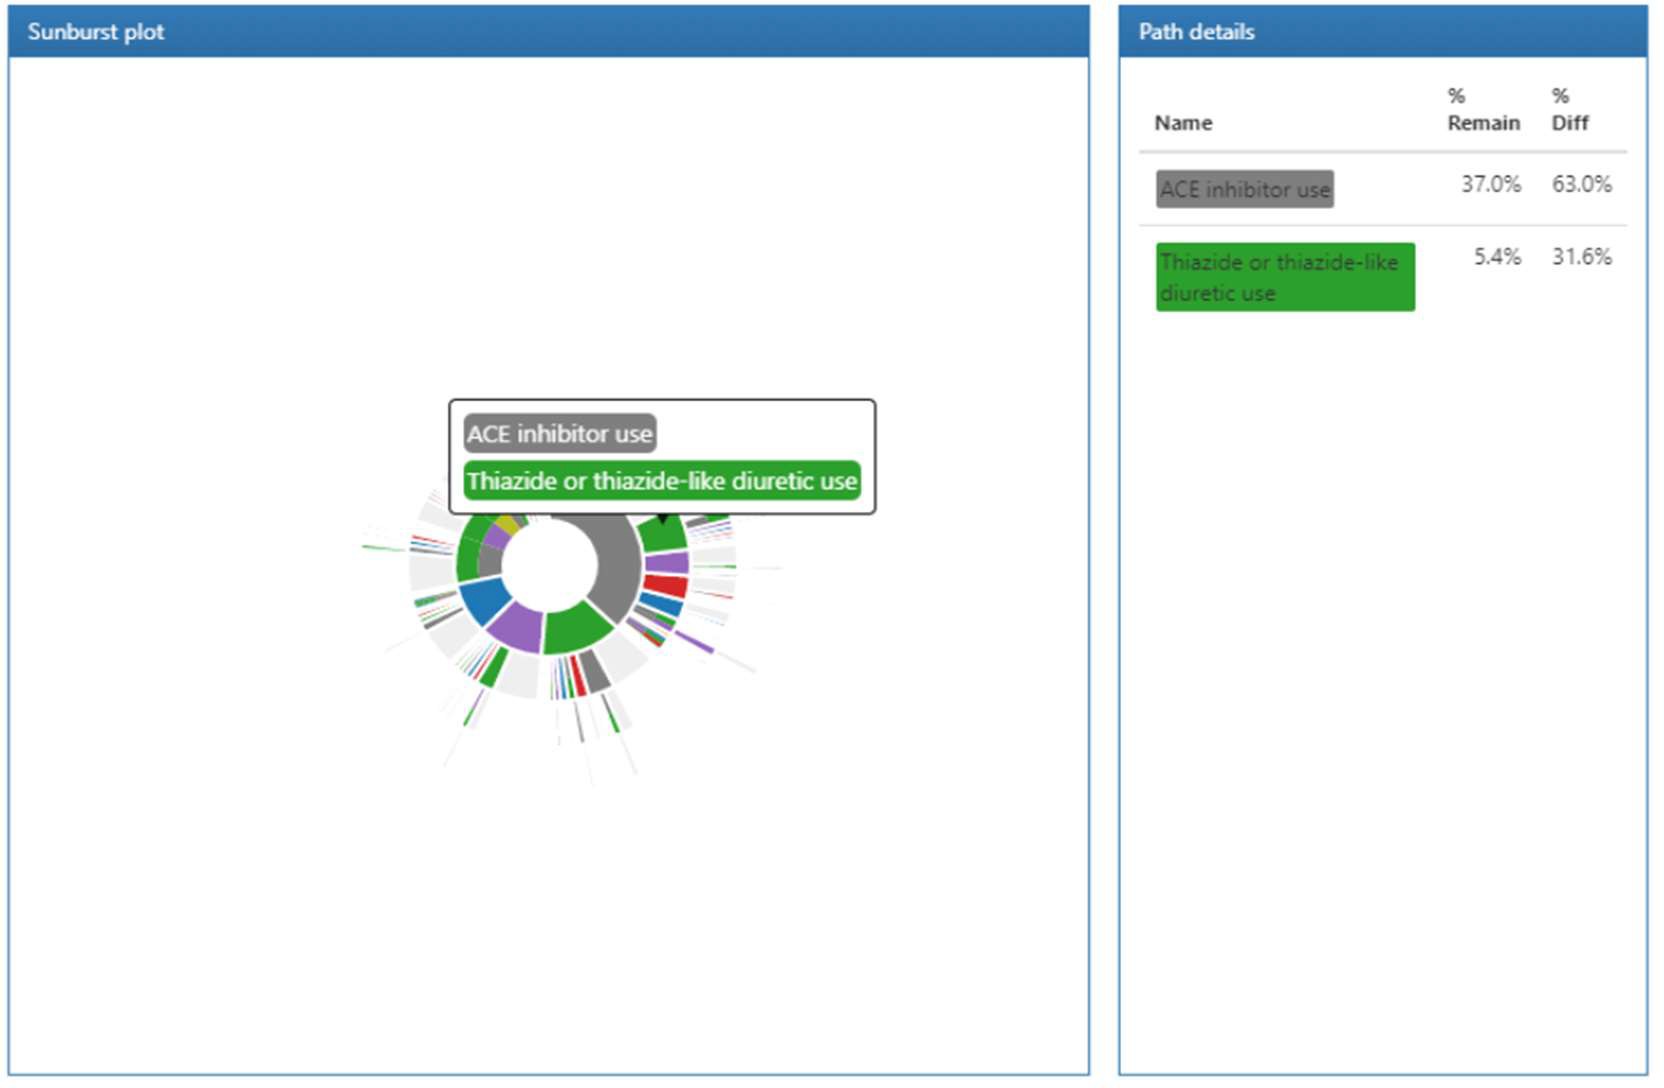 Sunburst plot
ACE inhibitor use
Thiazide or thiazide-like diuretic use
Path details
Name % Remain % Diff
ACE inhibitor use 37.0% 63.0%
Thiazide or thiazide-like 5.4% 31.6%
diuretic use